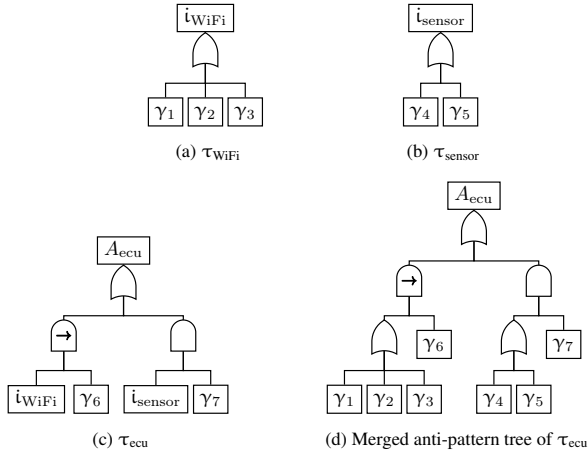 i_WiFi i_sensor
γ₁ γ₂ γ₃ γ₄ γ₅
(a) τ_WiFi (b) τ_sensor
A_ecu
A_ecu
→
→
γ₆ γ₇
i_WiFi γ₆ i_sensor γ₇ γ₁ γ₂ γ₃ γ₄ γ₅
(c) τ_ecu (d) Merged anti-pattern tree of τ_ecu